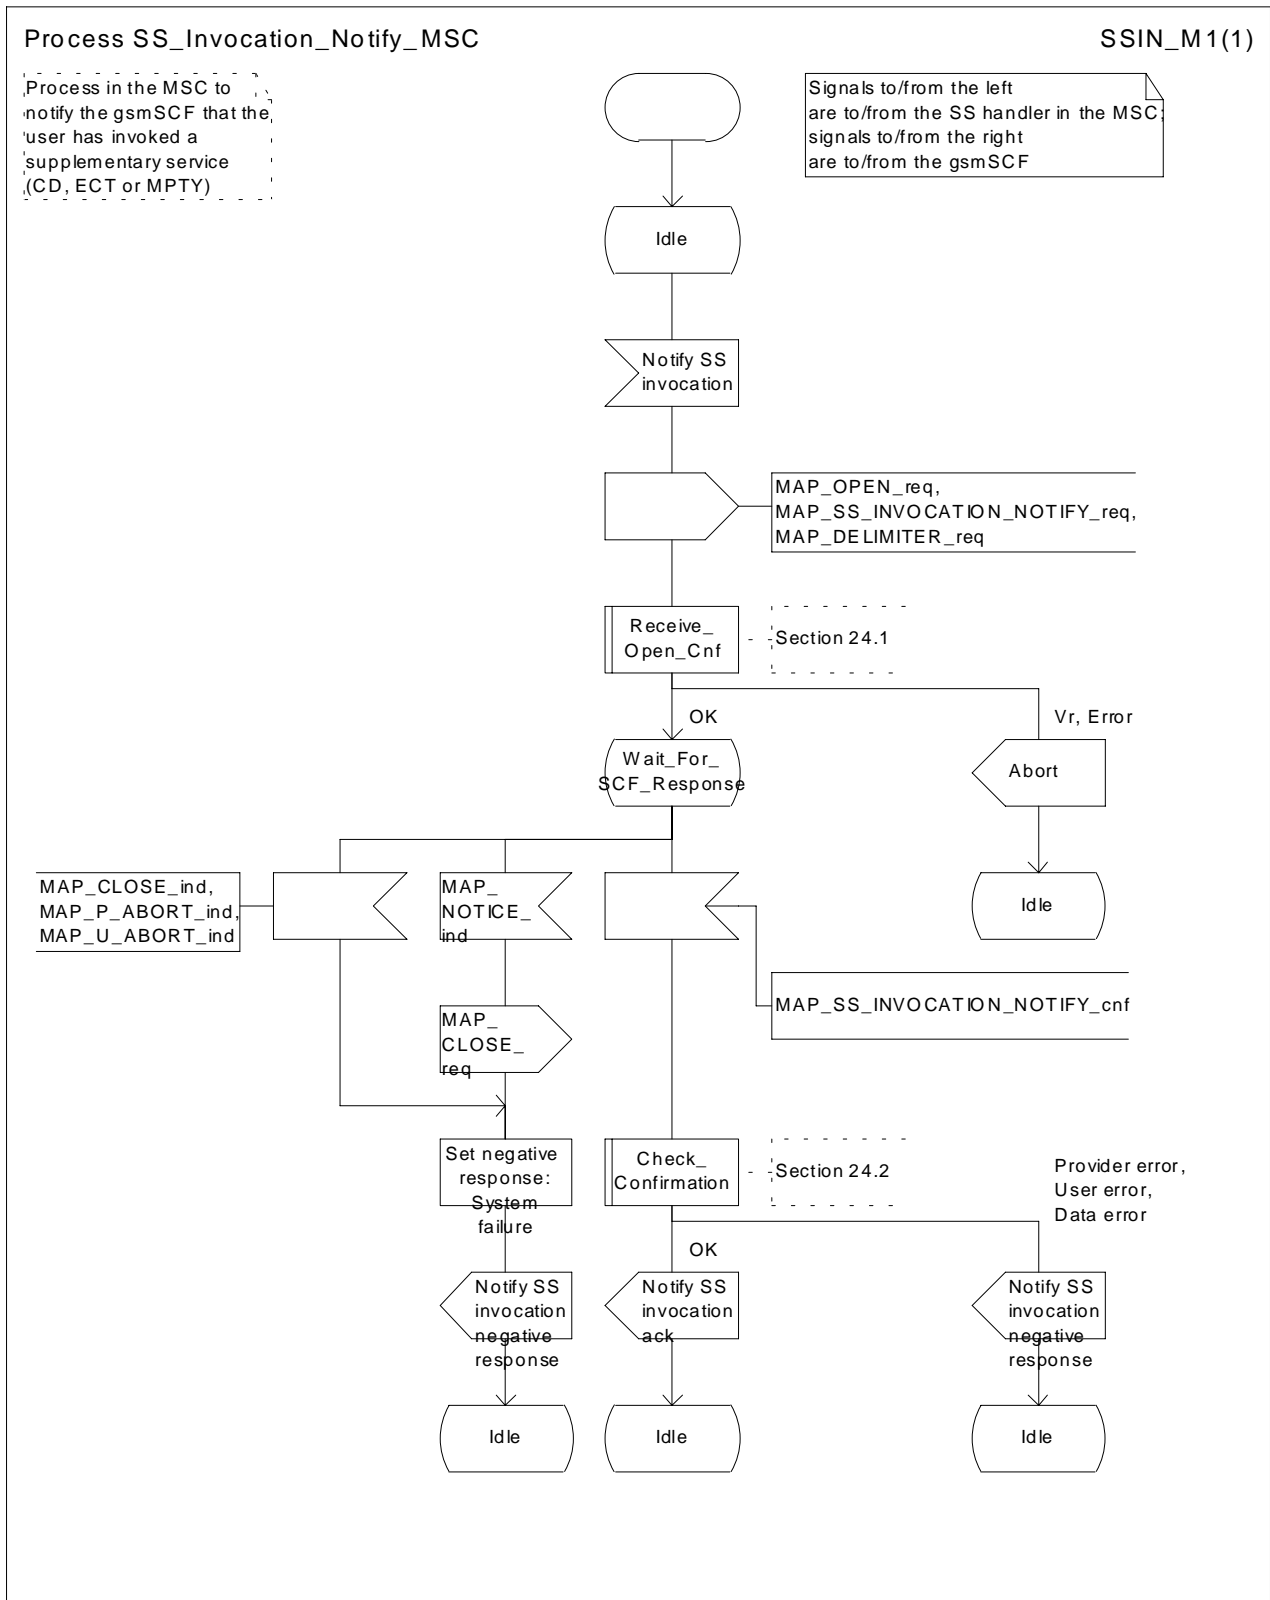 Process SS_Invocation_Notify_MSC
SSIN_M1(1)
Process in the MSC to
notify the gsmSCF that the
user has invoked a
supplementary service
(CD, ECT or MPTY)
Signals to/from the left
are to/from the SS handler in the MSC;
signals to/from the right
are to/from the gsmSCF
Idle
Notify SS
invocation
MAP_OPEN_req,
MAP_SS_INVOCATION_NOTIFY_req,
MAP_DELIMITER_req
Receive_
Open_Cnf
Section 24.1
OK
Vr, Error
Wait_For_
SCF_Response
Abort
MAP_CLOSE_ind,
MAP_P_ABORT_ind,
MAP_U_ABORT_ind
MAP_
NOTICE_
ind
Idle
MAP_SS_INVOCATION_NOTIFY_cnf
MAP_
CLOSE_
req
Set negative
response:
System
failure
Check_
Confirmation
Section 24.2
Provider error,
User error,
Data error
OK
Notify SS
invocation
negative
response
Notify SS
invocation
ack
Notify SS
invocation
negative
response
Idle
Idle
Idle